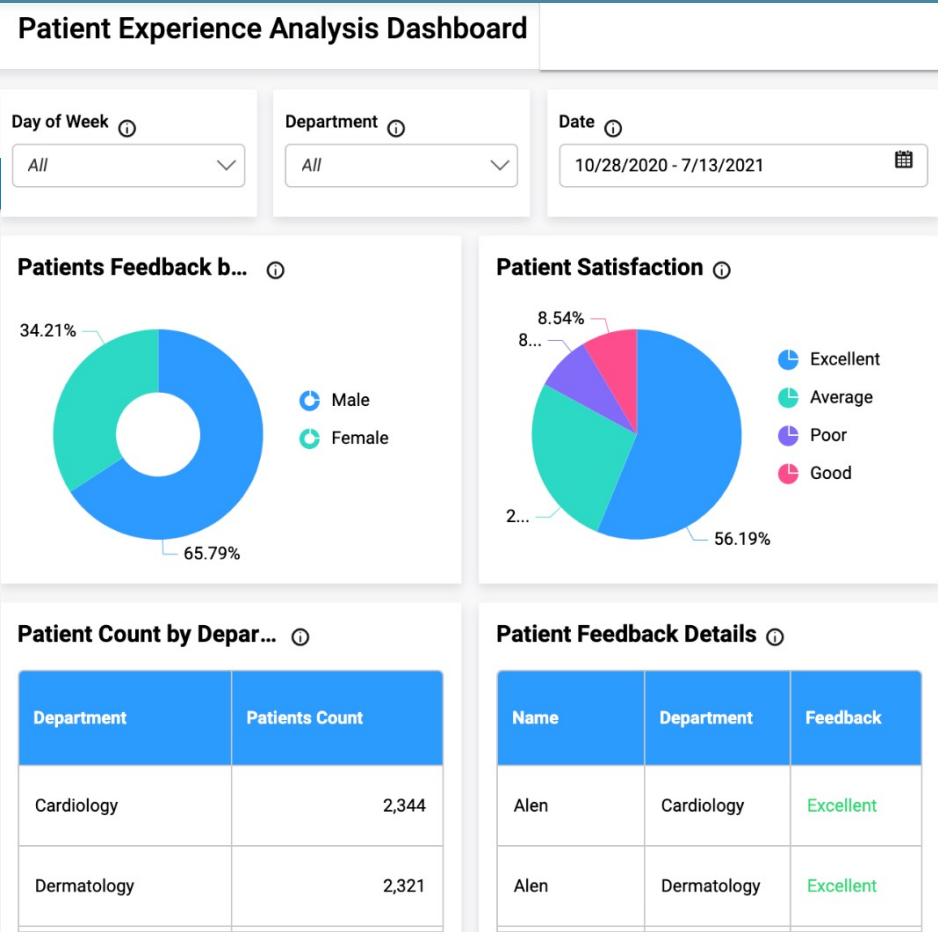 Patient Experience Analysis Dashboard
Day of Week
All
Department
All
Date
10/28/2020 - 7/13/2021
Patients Feedback b...
34.21%
65.79%
Male
Female
Patient Satisfaction
8.54%
8...
2...
56.19%
Excellent
Average
Poor
Good
Patient Count by Depar...
Department Patients Count
Cardiology 2,344
Dermatology 2,321
Patient Feedback Details
Name Department Feedback
Alen Cardiology Excellent
Alen Dermatology Excellent